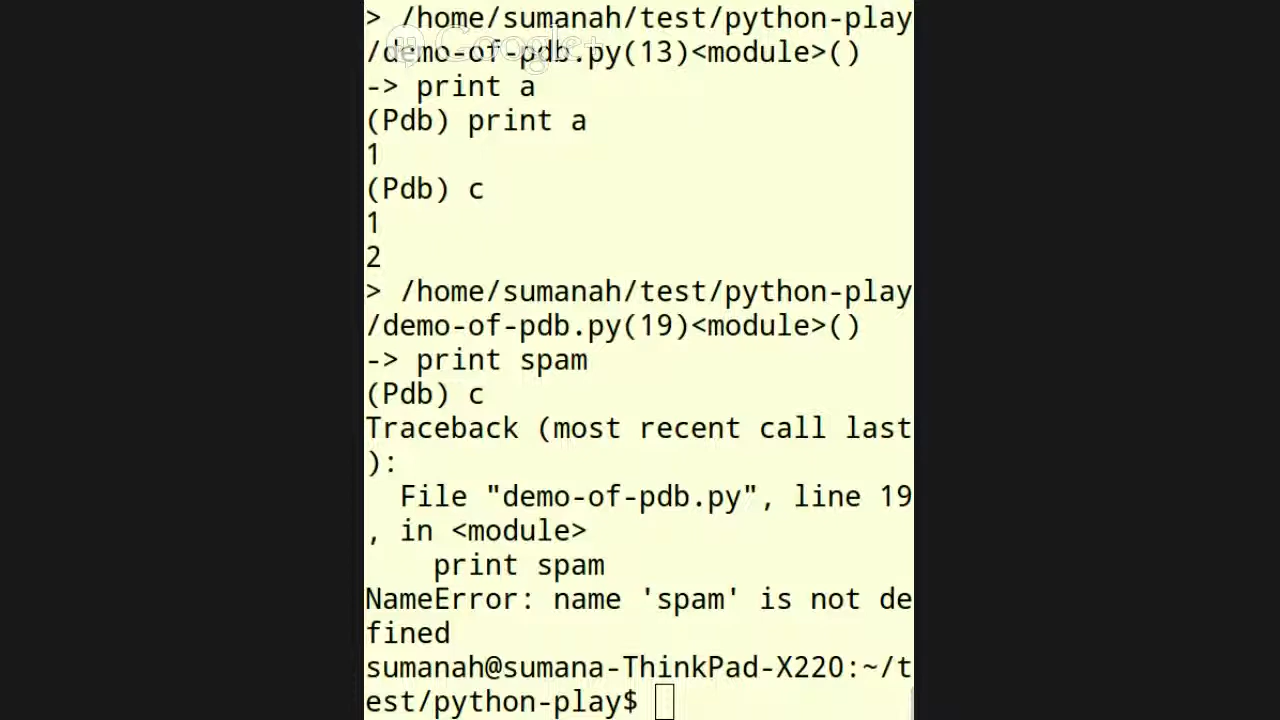 > /home/sumanah/test/python-play
/demo-of-pdb.py(13)<module>()
Google+
-> print a
(Pdb) print a
1
(Pdb) c
1
2
> /home/sumanah/test/python-play
/demo-of-pdb.py(19)<module>()
-> print spam
(Pdb) c
Traceback (most recent call last
):
  File "demo-of-pdb.py", line 19
, in <module>
    print spam
NameError: name 'spam' is not de
fined
sumanah@sumana-ThinkPad-X220:~/t
est/python-play$